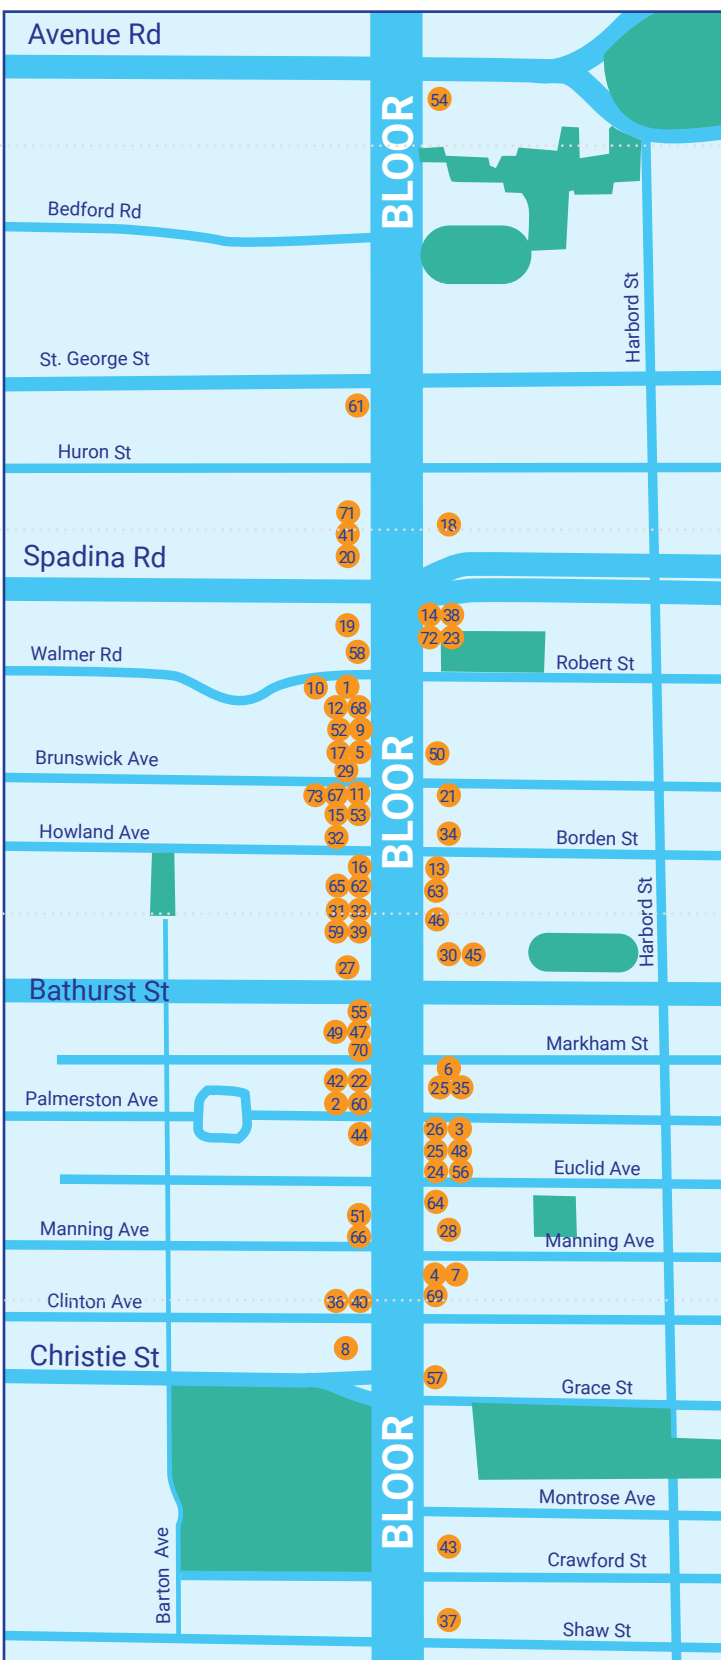 Avenue Rd
54
BLOOR
Bedford Rd
Harbord St
St. George St
61
Huron St
71
18
41
20
Spadina Rd
14 38
19
72 23
58
Walmer Rd
Robert St
10 1
12 68
52 9
17 5
50
29
Brunswick Ave
BLOOR
73 67 11
21
15 53
32
34
Howland Ave
Borden St
16
13
65 62
63
31 33
46
59 39
Harbord St
30 45
27
Bathurst St
55
49 47
70
Markham St
6
42 22
25 35
2 60
Palmerston Ave
26 3
44
25 48
24 56
Euclid Ave
64
51
28
66
Manning Ave
Manning Ave
4 7
69
36 40
Clinton Ave
8
Christie St
57
Grace St
BLOOR
Montrose Ave
43
Crawford St
Barton Ave
37
Shaw St